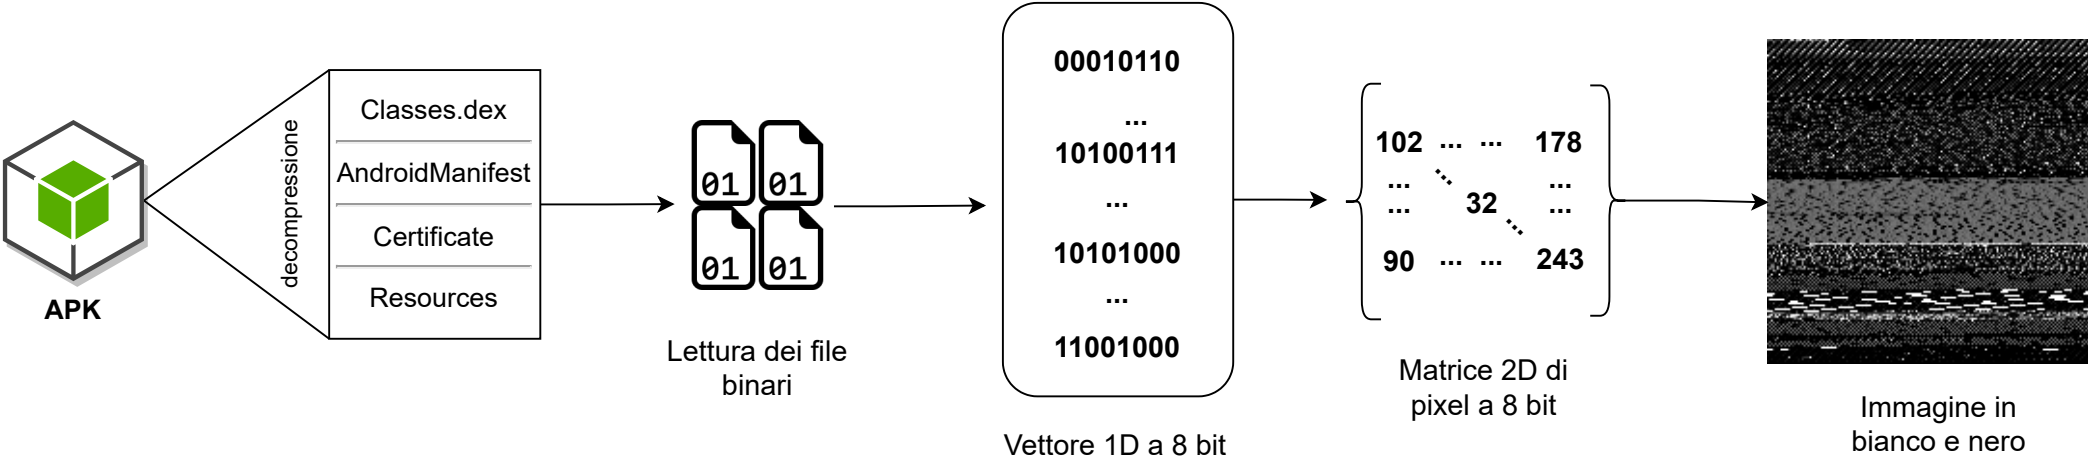 APK
decompressione
Classes.dex
AndroidManifest
Certificate
Resources
01
01
01
01
Lettura dei file
binari
00010110
...
10100111
...
10101000
...
11001000
Vettore 1D a 8 bit
102 ... ... 178
... ...
... 32 ...
90 ... ... 243
Matrice 2D di
pixel a 8 bit
Immagine in
bianco e nero